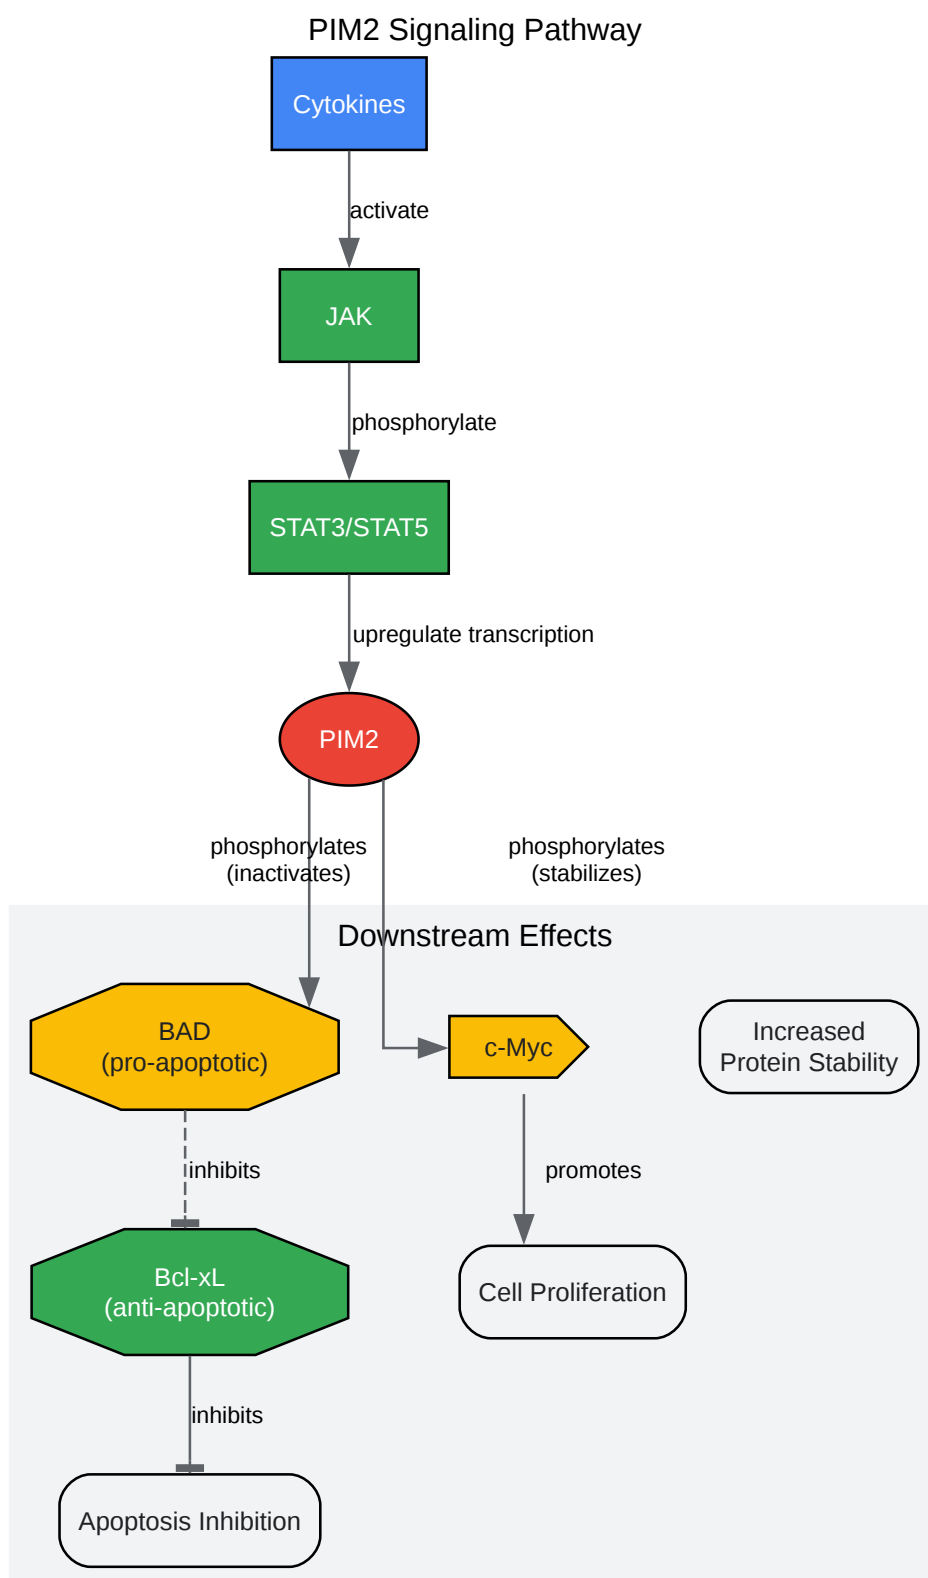 PIM2 Signaling Pathway
Cytokines
activate
JAK
phosphorylate
STAT3/STAT5
upregulate transcription
PIM2
phosphorylates
(inactivates)
phosphorylates
(stabilizes)
Downstream Effects
BAD
(pro-apoptotic)
c-Myc
Increased
Protein Stability
inhibits
promotes
Bcl-xL
(anti-apoptotic)
Cell Proliferation
inhibits
Apoptosis Inhibition